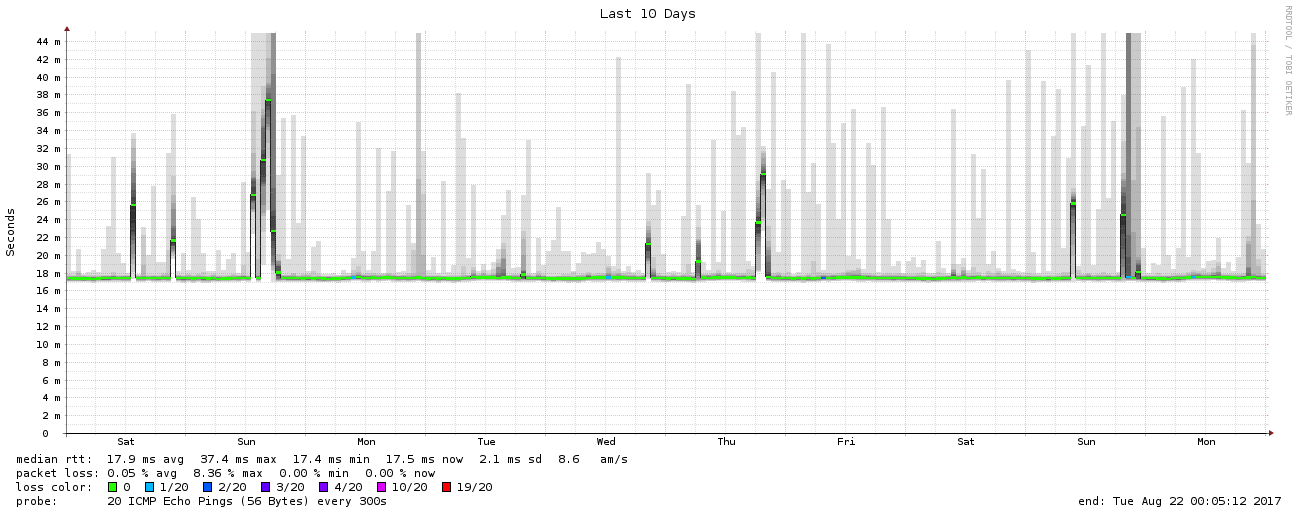 Last 10 Days
RRDTOOL / TOBI OETIKER
Seconds
44 m
42 m
40 m
38 m
36 m
34 m
32 m
30 m
28 m
26 m
24 m
22 m
20 m
18 m
16 m
14 m
12 m
10 m
8 m
6 m
4 m
2 m
0
Sat Sun Mon Tue Wed Thu Fri Sat Sun Mon
median rtt: 17.9 ms avg 37.4 ms max 17.4 ms min 17.5 ms now 2.1 ms sd 8.6 am/s
packet loss: 0.05 % avg 8.36 % max 0.00 % min 0.00 % now
loss color: 0 1/20 2/20 3/20 4/20 10/20 19/20
probe: 20 ICMP Echo Pings (56 Bytes) every 300s end: Tue Aug 22 00:05:12 2017